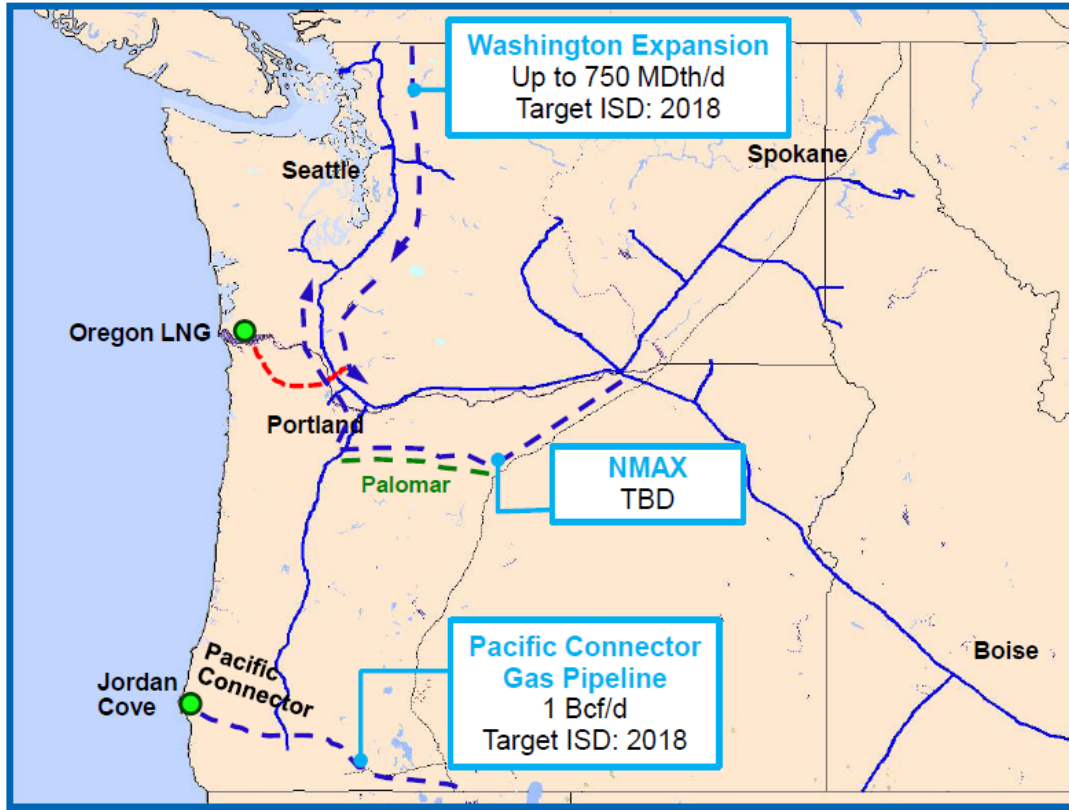 Washington Expansion
Up to 750 MDth/d
Target ISD: 2018
Spokane
Seattle
Oregon LNG
Portland
Palomar
NMAX
TBD
Pacific Connector
Gas Pipeline
1 Bcf/d
Target ISD: 2018
Boise
Pacific
Connector
Jordan
Cove